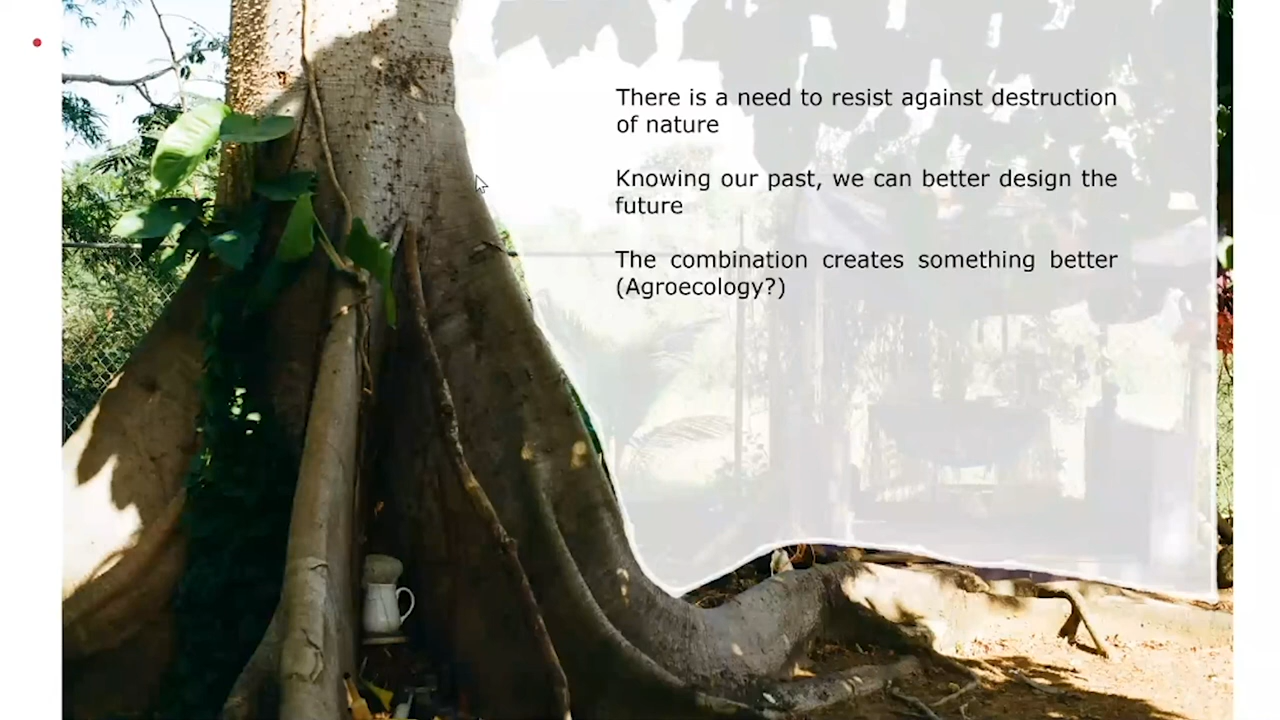 There is a need to resist against destruction
of nature
Knowing our past, we can better design the
future
The combination creates something better
(Agroecology?)